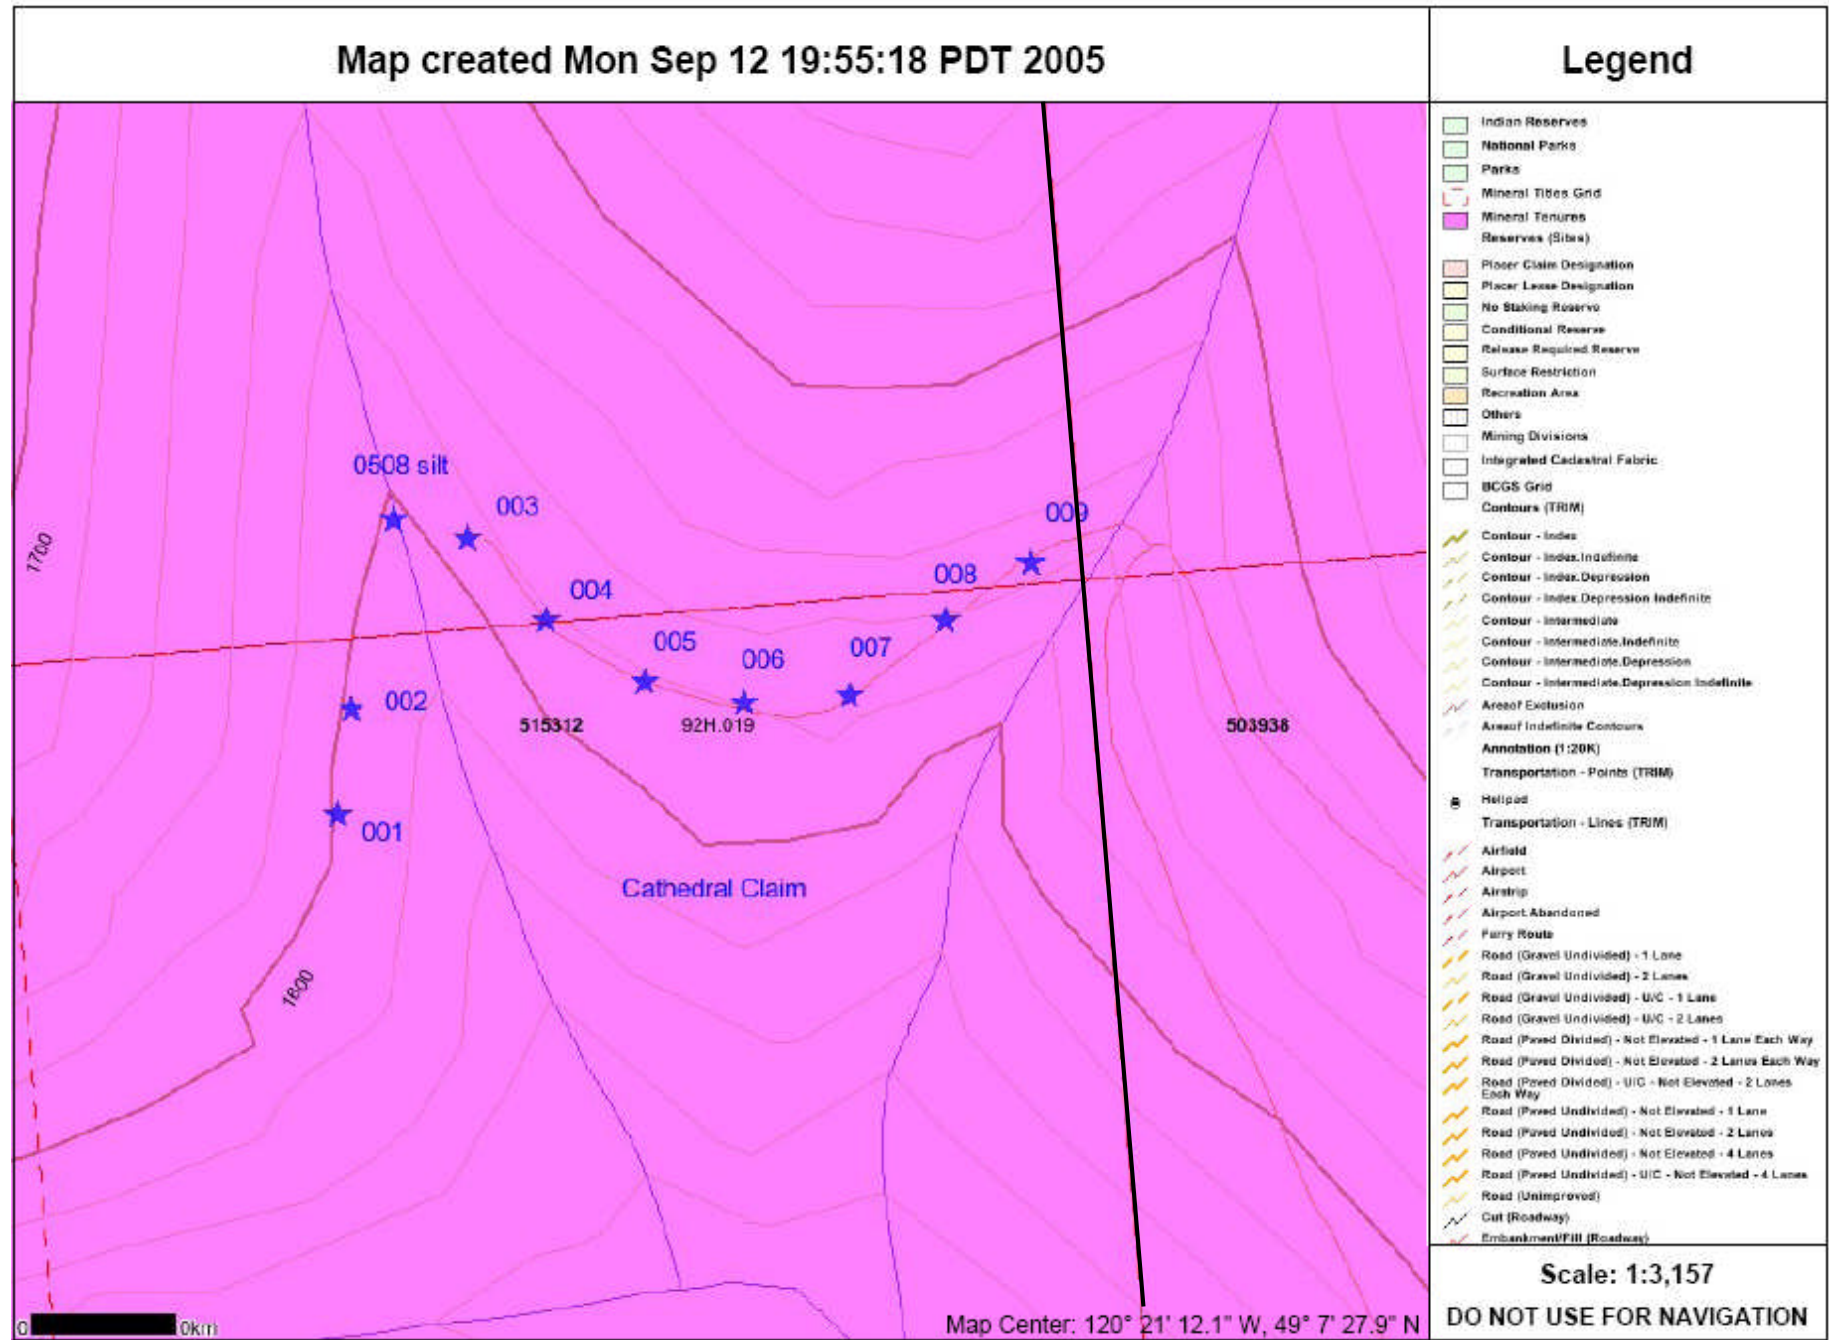 Map created Mon Sep 12 19:55:18 PDT 2005
Legend
Indian Reserves
National Parks
Parks
Mineral Titles Grid
Mineral Tenures
Reserves (Sites)
Placer Claim Designation
Placer Lease Designation
No Staking Reserve
Conditional Reserve
Release Required Reserve
Surface Restriction
Recreation Area
Others
Mining Divisions
Integrated Cadastral Fabric
BCGS Grid
Contours (TRIM)
Contour - Index
Contour - Index.Indefinite
Contour - Index.Depression
Contour - Index.Depression Indefinite
Contour - Intermediate
Contour - Intermediate.Indefinite
Contour - Intermediate.Depression
Contour - Intermediate.Depression Indefinite
Area of Exclusion
Area of Indefinite Contours
Annotation (1:20K)
Transportation - Points (TRIM)
Helipad
Transportation - Lines (TRIM)
Airfield
Airport
Airstrip
Airport.Abandoned
Ferry Route
Road (Gravel Undivided) - 1 Lane
Road (Gravel Undivided) - 2 Lanes
Road (Gravel Undivided) - U/C - 1 Lane
Road (Gravel Undivided) - U/C - 2 Lanes
Road (Paved Divided) - Not Elevated - 1 Lane Each Way
Road (Paved Divided) - Not Elevated - 2 Lanes Each Way
Road (Paved Divided) - U/C - Not Elevated - 2 Lanes
Each Way
Road (Paved Undivided) - Not Elevated - 1 Lane
Road (Paved Undivided) - Not Elevated - 2 Lanes
Road (Paved Undivided) - Not Elevated - 4 Lanes
Road (Paved Undivided) - U/C - Not Elevated - 4 Lanes
Road (Unimproved)
Cut (Roadway)
Embankment/Fill (Roadway)
0508 silt
003
009
1700
008
004
005
006
007
002
515312
92H.019
503938
001
Cathedral Claim
1600
0 0km
Map Center: 120° 21' 12.1" W, 49° 7' 27.9" N
Scale: 1:3,157
DO NOT USE FOR NAVIGATION